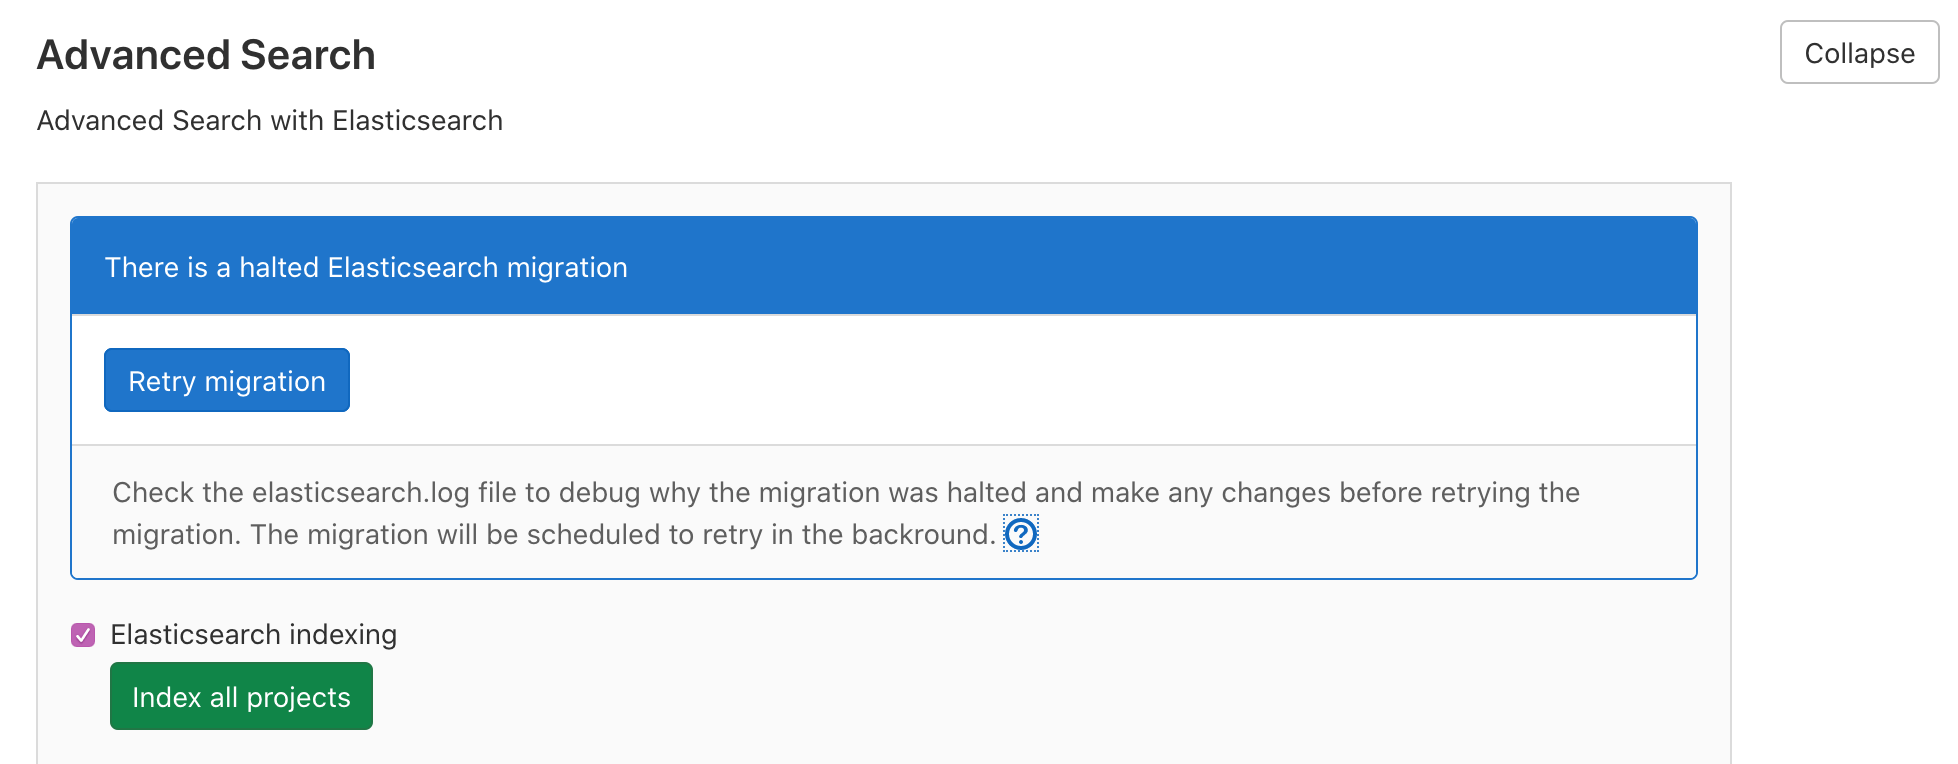 Advanced Search
Collapse
Advanced Search with Elasticsearch
There is a halted Elasticsearch migration
Retry migration
Check the elasticsearch.log file to debug why the migration was halted and make any changes before retrying the
migration. The migration will be scheduled to retry in the backround.
Elasticsearch indexing
Index all projects